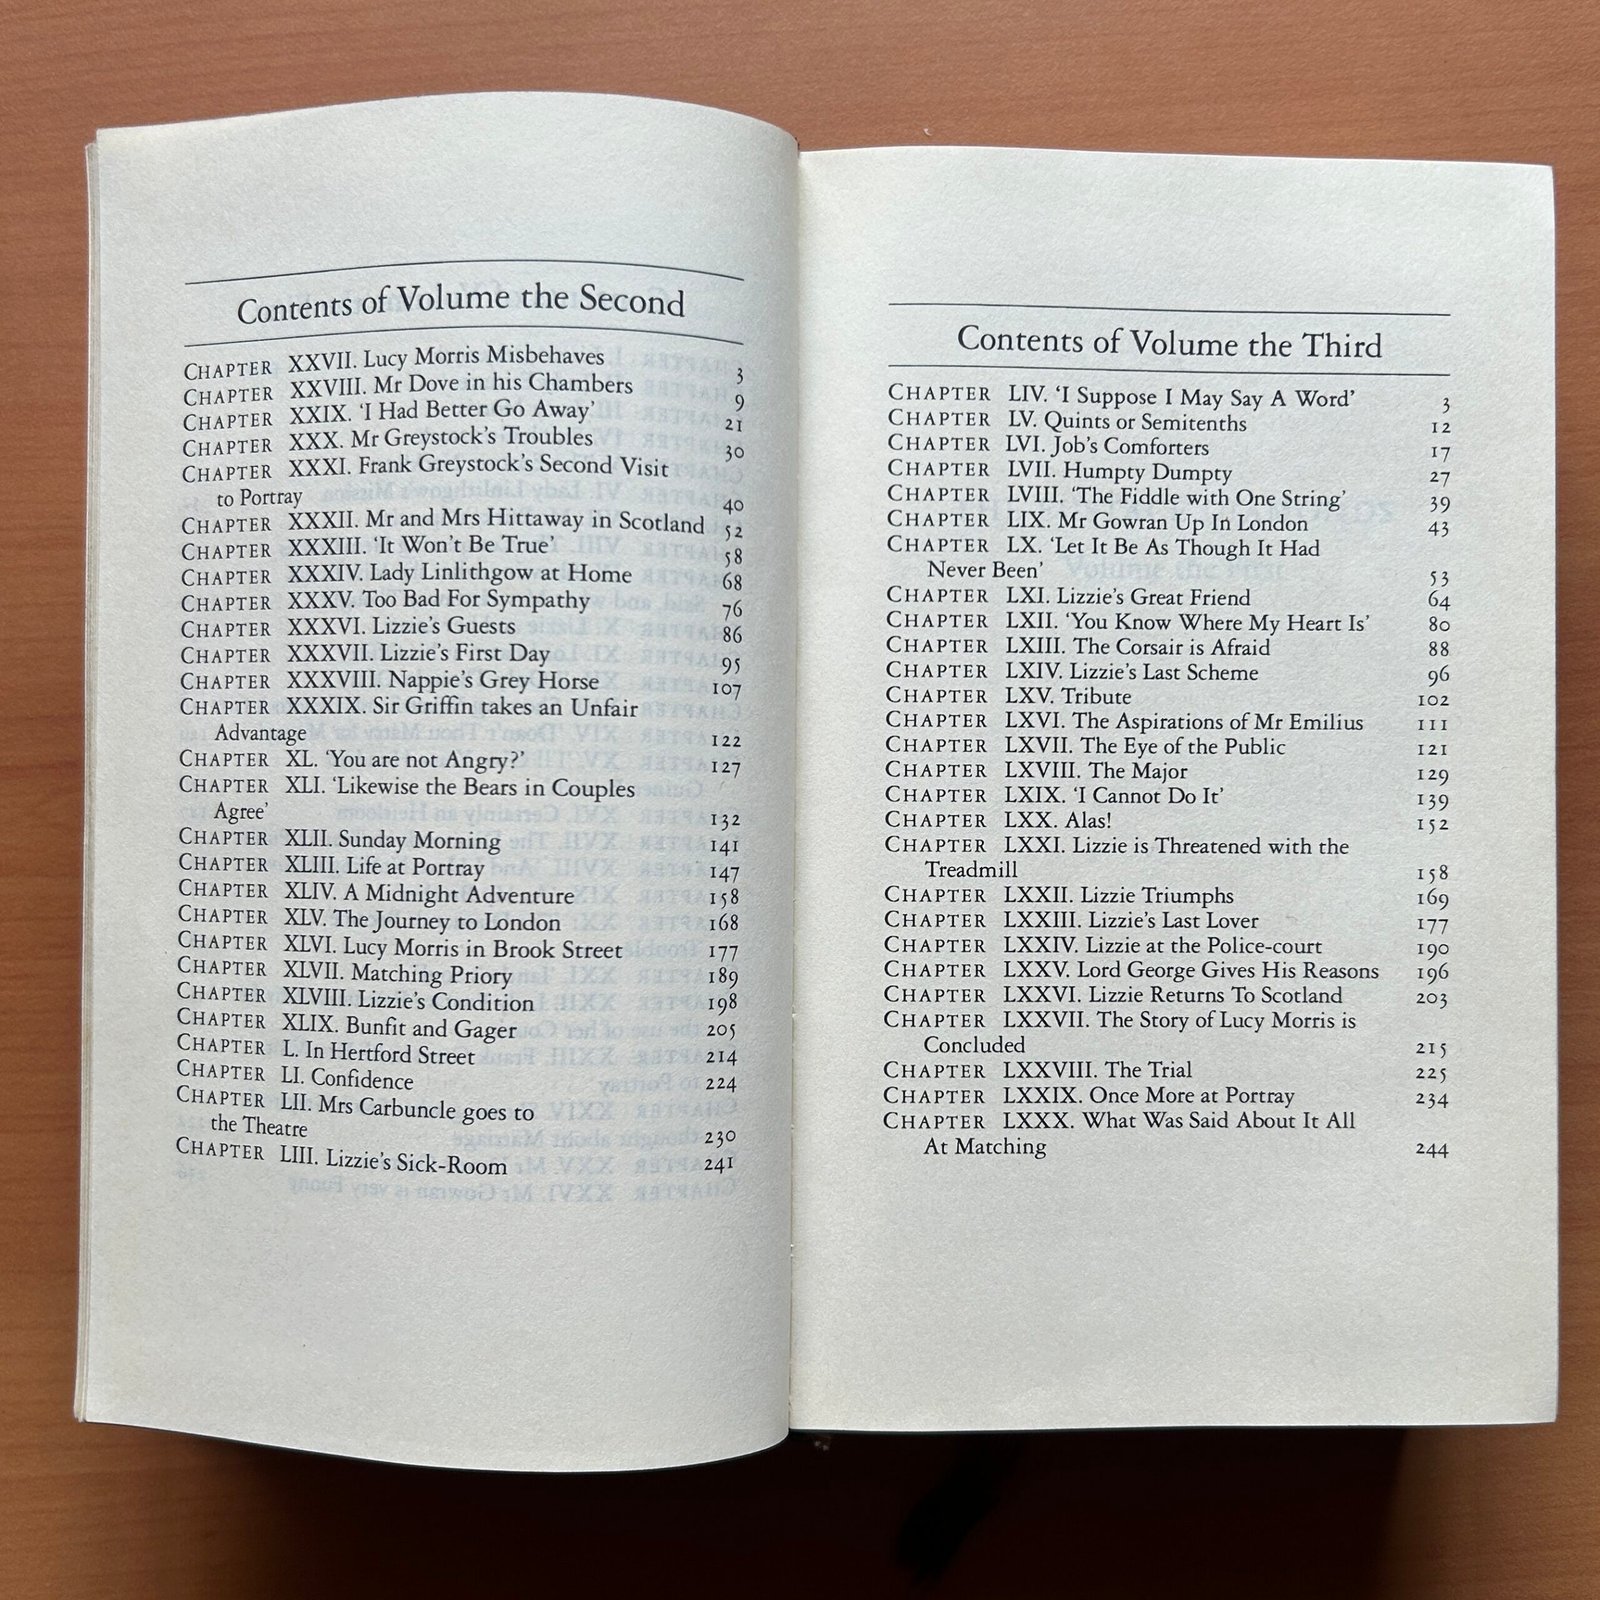 Contents of Volume the Second
CHAPTER XXVII. Lucy Morris Misbehaves 3
CHAPTER XXVIII. Mr Dove in his Chambers 9
CHAPTER XXIX. ‘I Had Better Go Away’ 21
CHAPTER XXX. Mr Greystock’s Troubles 30
CHAPTER XXXI. Frank Greystock’s Second Visit
to Portray 40
CHAPTER XXXII. Mr and Mrs Hittaway in Scotland 52
CHAPTER XXXIII. ‘It Won’t Be True’ 58
CHAPTER XXXIV. Lady Linlithgow at Home 68
CHAPTER XXXV. Too Bad For Sympathy 76
CHAPTER XXXVI. Lizzie’s Guests 86
CHAPTER XXXVII. Lizzie’s First Day 95
CHAPTER XXXVIII. Nappie’s Grey Horse 107
CHAPTER XXXIX. Sir Griffin takes an Unfair
Advantage 122
CHAPTER XL. ‘You are not Angry?’ 127
CHAPTER XLI. ‘Likewise the Bears in Couples
Agree’ 132
CHAPTER XLII. Sunday Morning 141
CHAPTER XLIII. Life at Portray 147
CHAPTER XLIV. A Midnight Adventure 158
CHAPTER XLV. The Journey to London 168
CHAPTER XLVI. Lucy Morris in Brook Street 177
CHAPTER XLVII. Matching Priory 189
CHAPTER XLVIII. Lizzie’s Condition 198
CHAPTER XLIX. Bunfit and Gager 205
CHAPTER L. In Hertford Street 214
CHAPTER LI. Confidence 224
CHAPTER LII. Mrs Carbuncle goes to
the Theatre 230
CHAPTER LIII. Lizzie’s Sick-Room 241
Contents of Volume the Third
CHAPTER LIV. ‘I Suppose I May Say A Word’ 3
CHAPTER LV. Quints or Semitenths 12
CHAPTER LVI. Job’s Comforters 17
CHAPTER LVII. Humpty Dumpty 27
CHAPTER LVIII. ‘The Fiddle with One String’ 39
CHAPTER LIX. Mr Gowran Up In London 43
CHAPTER LX. ‘Let It Be As Though It Had
Never Been’ 53
CHAPTER LXI. Lizzie’s Great Friend 64
CHAPTER LXII. ‘You Know Where My Heart Is’ 80
CHAPTER LXIII. The Corsair is Afraid 88
CHAPTER LXIV. Lizzie’s Last Scheme 96
CHAPTER LXV. Tribute 102
CHAPTER LXVI. The Aspirations of Mr Emilius 111
CHAPTER LXVII. The Eye of the Public 121
CHAPTER LXVIII. The Major 129
CHAPTER LXIX. ‘I Cannot Do It’ 139
CHAPTER LXX. Alas! 152
CHAPTER LXXI. Lizzie is Threatened with the
Treadmill 158
CHAPTER LXXII. Lizzie Triumphs 169
CHAPTER LXXIII. Lizzie’s Last Lover 177
CHAPTER LXXIV. Lizzie at the Police-court 190
CHAPTER LXXV. Lord George Gives His Reasons 196
CHAPTER LXXVI. Lizzie Returns To Scotland 203
CHAPTER LXXVII. The Story of Lucy Morris is
Concluded 215
CHAPTER LXXVIII. The Trial 225
CHAPTER LXXIX. Once More at Portray 234
CHAPTER LXXX. What Was Said About It All
At Matching 244